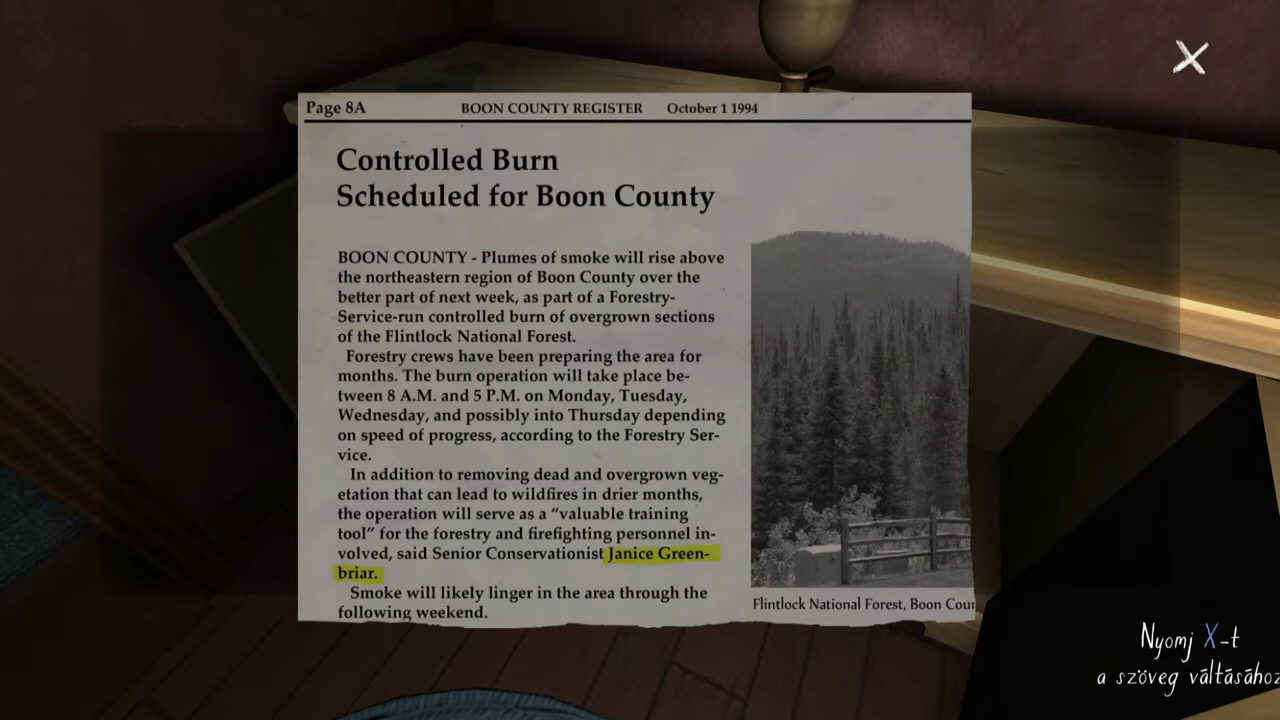 Page 8A BOON COUNTY REGISTER October 1 1994
Controlled Burn
Scheduled for Boon County
BOON COUNTY - Plumes of smoke will rise above
the northeastern region of Boon County over the
better part of next week, as part of a Forestry-
Service-run controlled burn of overgrown sections
of the Flintlock National Forest.
Forestry crews have been preparing the area for
months. The burn operation will take place be-
tween 8 A.M. and 5 P.M. on Monday, Tuesday,
Wednesday, and possibly into Thursday depending
on speed of progress, according to the Forestry Ser-
vice.
In addition to removing dead and overgrown veg-
etation that can lead to wildfires in drier months,
the operation will serve as a “valuable training
tool” for the forestry and firefighting personnel in-
volved, said Senior Conservationist Janice Green-
briar.
Smoke will likely linger in the area through the
following weekend.
Flintlock National Forest, Boon Coun
Nyomj X-t
a szöveg váltásához